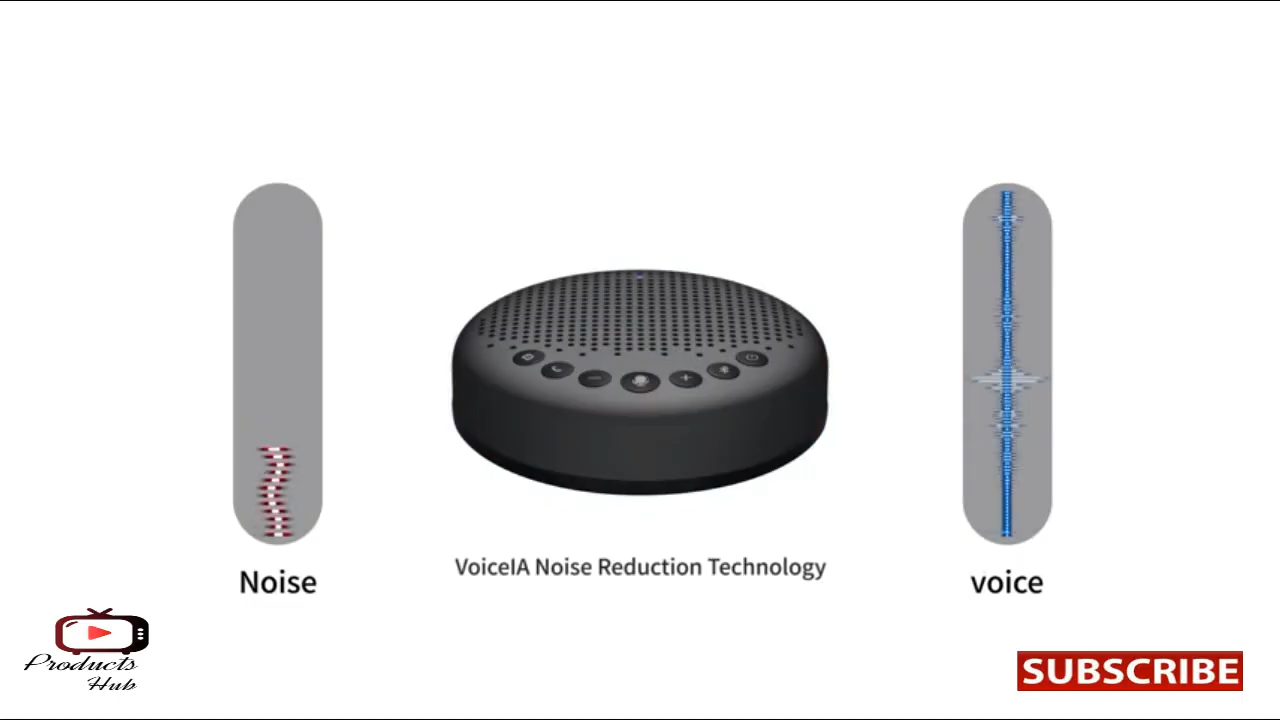 VoiceIA Noise Reduction Technology
Noise
voice
Products
Hub
SUBSCRIBE